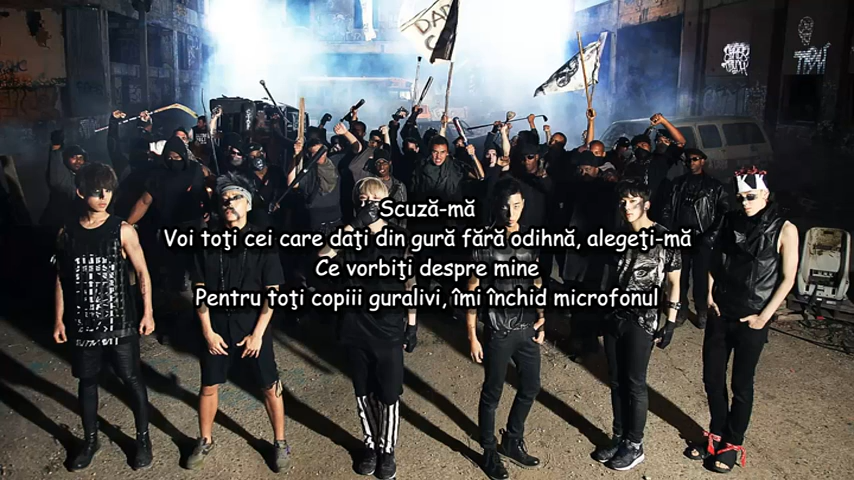 DADA
Scuză-mă
Voi toţi cei care daţi din gură fără odihnă, alegeţi-mă
Ce vorbiţi despre mine
Pentru toţi copiii guralivi, îmi închid microfonul